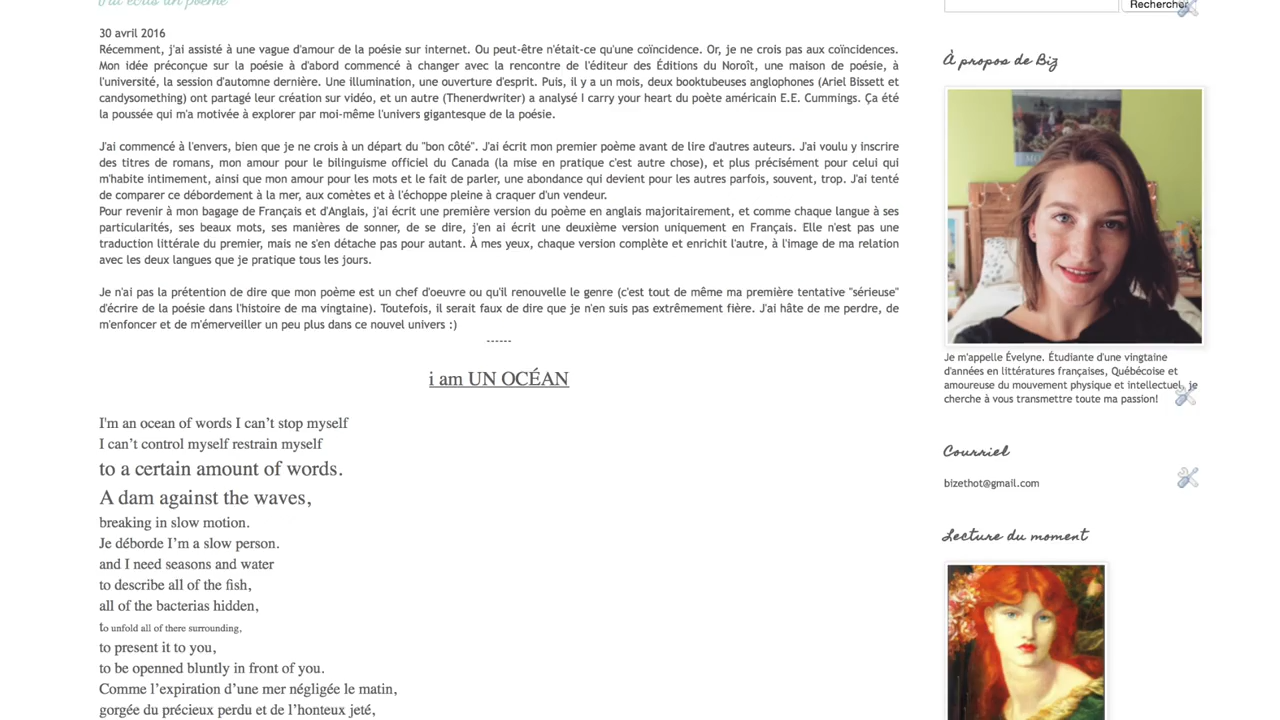 J'ai écris un poème
30 avril 2016
Récemment, j'ai assisté à une vague d'amour de la poésie sur internet. Ou peut-être n'était-ce qu'une coïncidence. Or, je ne crois pas aux coïncidences.
Mon idée préconçue sur la poésie à d'abord commencé à changer avec la rencontre de l'éditeur des Éditions du Noroît, une maison de poésie, à
l'université, la session d'automne dernière. Une illumination, une ouverture d'esprit. Puis, il y a un mois, deux booktubeuses anglophones (Ariel Bissett et
candysomething) ont partagé leur création sur vidéo, et un autre (Thenerdwriter) a analysé I carry your heart du poète américain E.E. Cummings. Ça été
la poussée qui m'a motivée à explorer par moi-même l'univers gigantesque de la poésie.
J'ai commencé à l'envers, bien que je ne crois à un départ du "bon côté". J'ai écrit mon premier poème avant de lire d'autres auteurs. J'ai voulu y inscrire
des titres de romans, mon amour pour le bilinguisme officiel du Canada (la mise en pratique c'est autre chose), et plus précisément pour celui qui
m'habite intimement, ainsi que mon amour pour les mots et le fait de parler, une abondance qui devient pour les autres parfois, souvent, trop. J'ai tenté
de comparer ce débordement à la mer, aux comètes et à l'échoppe pleine à craquer d'un vendeur.
Pour revenir à mon bagage de Français et d'Anglais, j'ai écrit une première version du poème en anglais majoritairement, et comme chaque langue à ses
particularités, ses beaux mots, ses manières de sonner, de se dire, j'en ai écrit une deuxième version uniquement en Français. Elle n'est pas une
traduction littérale du premier, mais ne s'en détache pas pour autant. À mes yeux, chaque version complète et enrichit l'autre, à l'image de ma relation
avec les deux langues que je pratique tous les jours.
Je n'ai pas la prétention de dire que mon poème est un chef d'oeuvre ou qu'il renouvelle le genre (c'est tout de même ma première tentative "sérieuse"
d'écrire de la poésie dans l'histoire de ma vingtaine). Toutefois, il serait faux de dire que je n'en suis pas extrêmement fière. J'ai hâte de me perdre, de
m'enfoncer et de m'émerveiller un peu plus dans ce nouvel univers :)
------
i am UN OCÉAN
I'm an ocean of words I can't stop myself
I can't control myself restrain myself
to a certain amount of words.
A dam against the waves,
breaking in slow motion.
Je déborde I'm a slow person.
and I need seasons and water
to describe all of the fish,
all of the bacterias hidden,
to unfold all of there surrounding,
to present it to you,
to be openned bluntly in front of you.
Comme l'expiration d'une mer négligée le matin,
gorgée du précieux perdu et de l'honteux jeté,
Rechercher
À propos de Biz
Je m'appelle Évelyne. Étudiante d'une vingtaine
d'années en littératures françaises, Québécoise et
amoureuse du mouvement physique et intellectuel, je
cherche à vous transmettre toute ma passion!
Courriel
bizethot@gmail.com
Lecture du moment